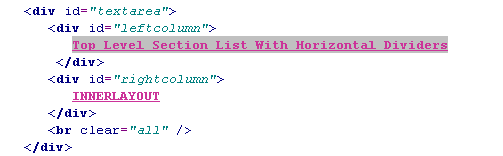 <div id="textarea">
<div id="leftcolumn">
Top Level Section List With Horizontal Dividers
</div>
<div id="rightcolumn">
INNERLAYOUT
</div>
<br clear="all" />
</div>